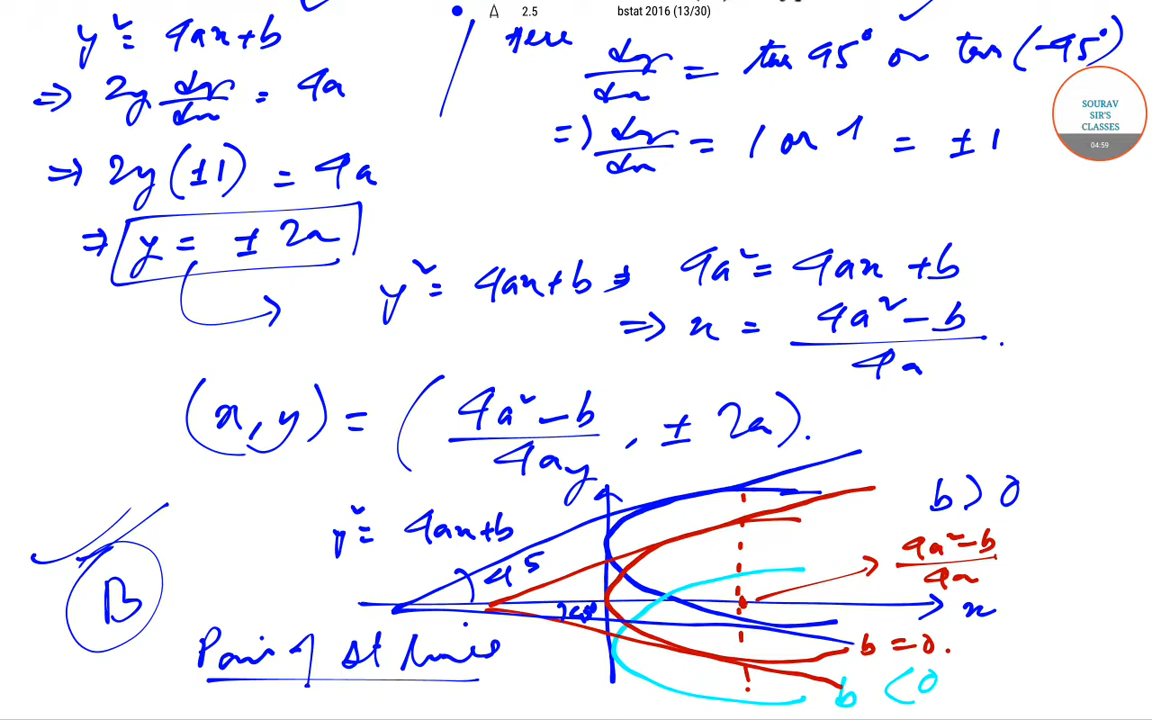 A 2.5 bstat 2016 (13/30)
y² = 4ax+b
Here dy/dx = tan 45° or tan (-45°)
⇒ 2y dy/dx = 4a
⇒ dy/dx = 1 or -1 = ±1
SOURAV
SIR'S
CLASSES
04:59
⇒ 2y (±1) = 4a
⇒ y = ± 2a
y² = 4ax+b ⇒ 4a² = 4ax +b
⇒ x = (4a² - b)/4a .
(x, y) = ( (4a² - b)/4a , ± 2a ).
y
y² = 4ax+b
b > 0
45
(4a² - b)/4a
B
x
Pair of st lines
b = 0.
b < 0